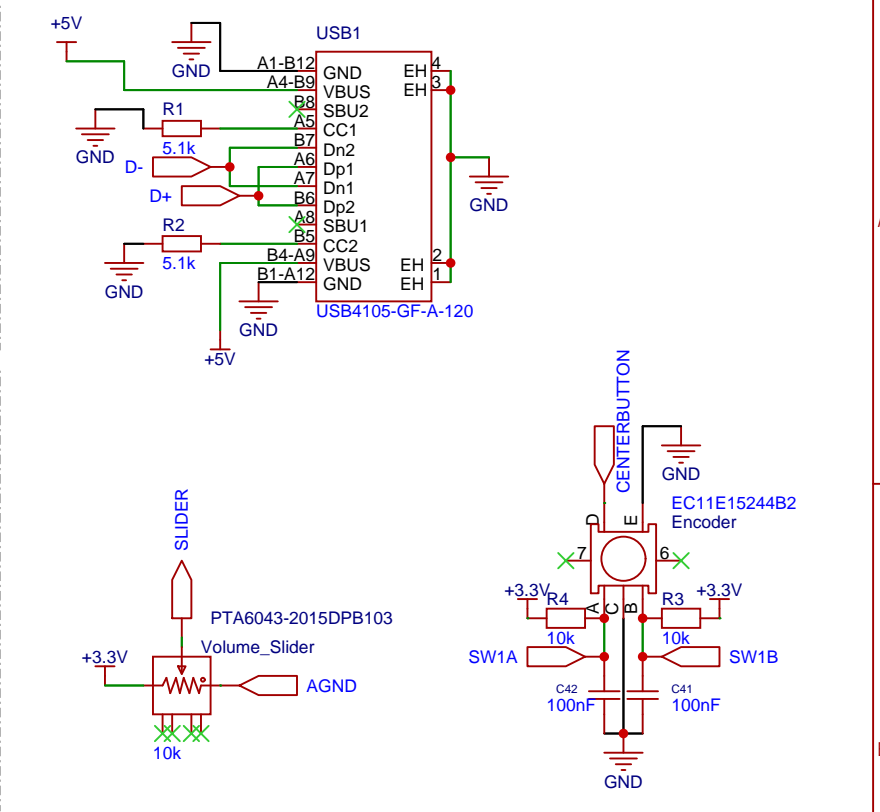 +5V
USB1
GND
A1-B12
GND
EH
4
A4-B9
VBUS
EH
3
B8
SBU2
R1
A5
CC1
5.1k
GND
B7
Dn2
D-
A6
Dp1
A7
Dn1
D+
B6
Dp2
GND
A8
SBU1
R2
B5
CC2
5.1k
B4-A9
VBUS
EH
2
B1-A12
GND
EH
1
GND
USB4105-GF-A-120
GND
+5V
CENTERBUTTON
GND
SLIDER
EC11E15244B2
D
E
Encoder
7
6
+3.3V
R4
A
C
B
R3
+3.3V
PTA6043-2015DPB103
10k
10k
Volume_Slider
+3.3V
SW1A
SW1B
AGND
C42
C41
100nF
100nF
10k
GND